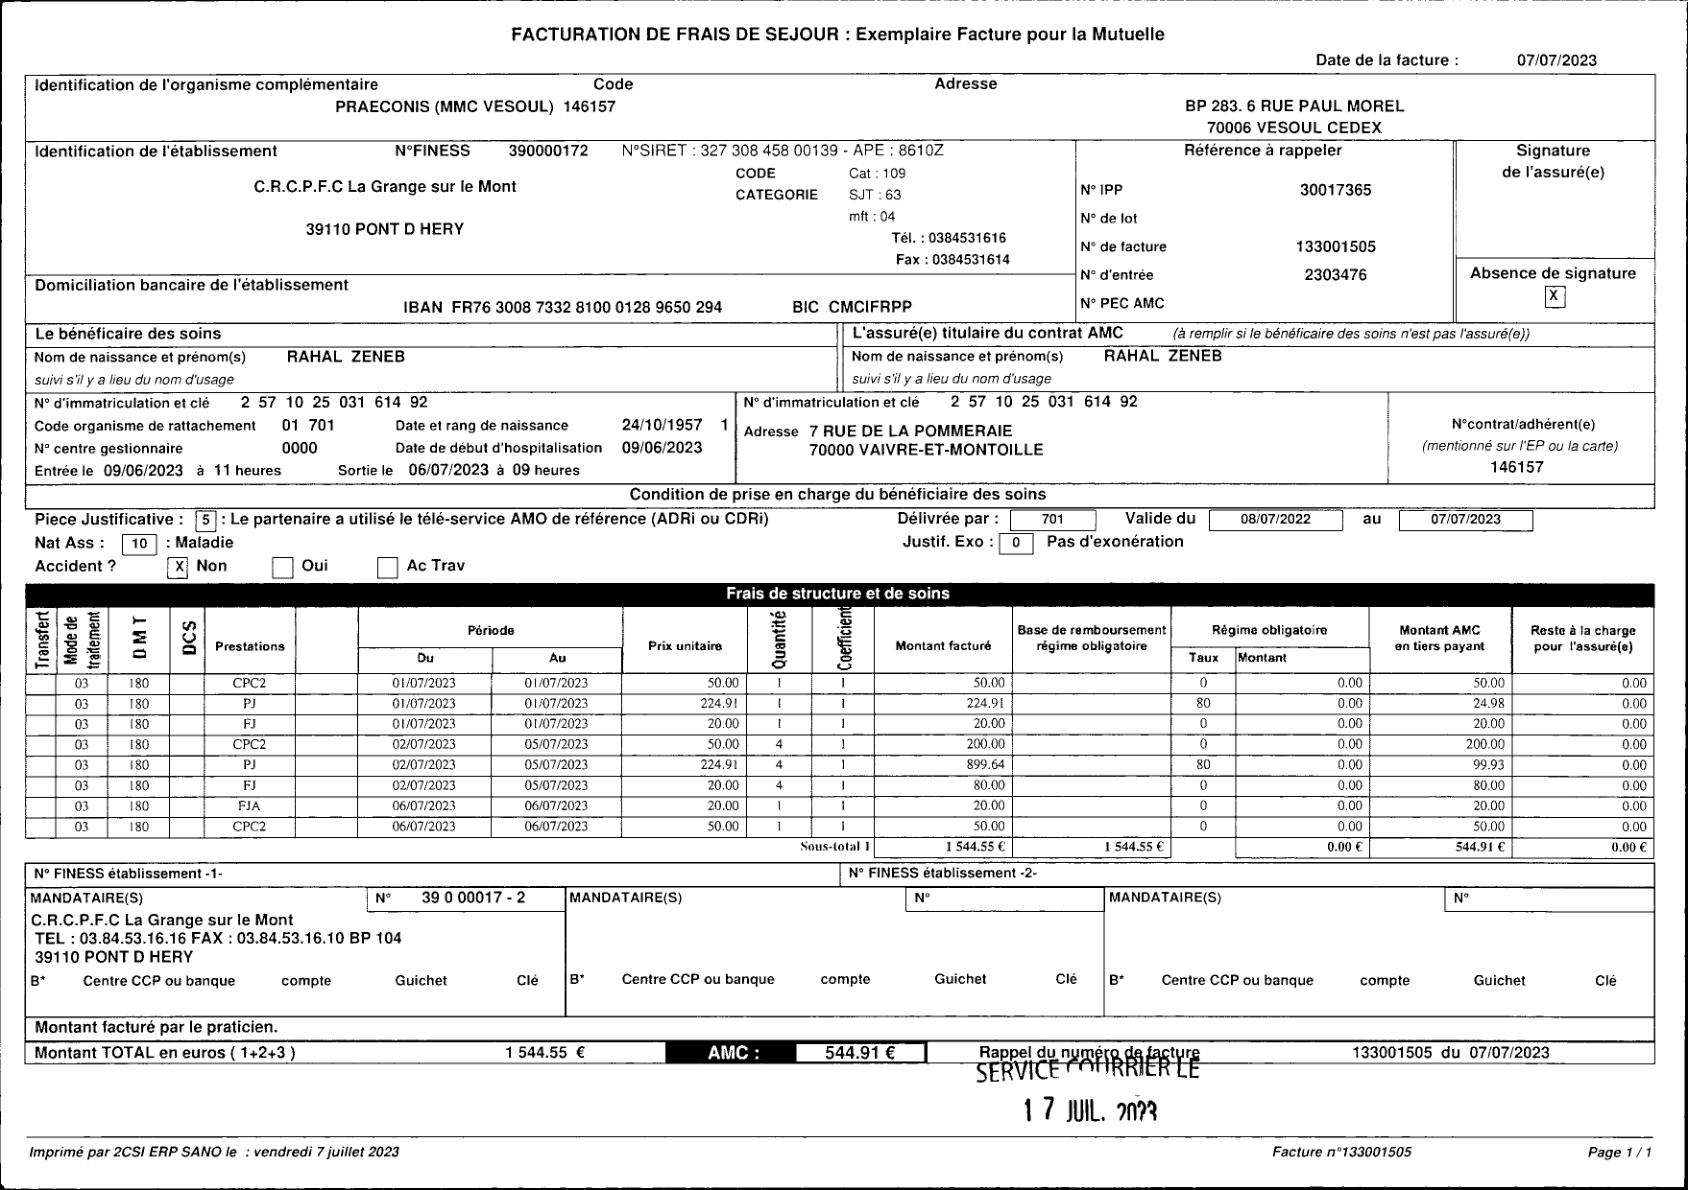 FACTURATION DE FRAIS DE SEJOUR : Exemplaire Facture pour la Mutuelle
Date de la facture : 07/07/2023
Identification de l'organisme complémentaire Code Adresse
PRAECONIS (MMC VESOUL) 146157 BP 283. 6 RUE PAUL MOREL
70006 VESOUL CEDEX
Identification de l'établissement N°FINESS 390000172 N°SIRET : 327 308 458 00139 - APE : 8610Z Référence à rappeler Signature
de l'assuré(e)
CODE Cat : 109
C.R.C.P.F.C La Grange sur le Mont CATEGORIE SJT : 63 N° IPP 30017365
mft : 04 N° de lot
39110 PONT D HERY Tél. : 0384531616
Fax : 0384531614 N° de facture 133001505
N° d'entrée 2303476 Absence de signature
Domiciliation bancaire de l'établissement X
IBAN FR76 3008 7332 8100 0128 9650 294 BIC CMCIFRPP N° PEC AMC
Le bénéficaire des soins L'assuré(e) titulaire du contrat AMC (à remplir si le bénéficaire des soins n'est pas l'assuré(e))
Nom de naissance et prénom(s) RAHAL ZENEB Nom de naissance et prénom(s) RAHAL ZENEB
suivi s'il y a lieu du nom d'usage suivi s'il y a lieu du nom d'usage
N° d'immatriculation et clé 2 57 10 25 031 614 92 N° d'immatriculation et clé 2 57 10 25 031 614 92
Code organisme de rattachement 01 701 Date et rang de naissance 24/10/1957 1 Adresse 7 RUE DE LA POMMERAIE N°contrat/adhérent(e)
N° centre gestionnaire 0000 Date de début d'hospitalisation 09/06/2023 70000 VAIVRE-ET-MONTOILLE (mentionné sur l'EP ou la carte)
Entrée le 09/06/2023 à 11 heures Sortie le 06/07/2023 à 09 heures 146157
Condition de prise en charge du bénéficiaire des soins
Piece Justificative : 5 : Le partenaire a utilisé le télé-service AMO de référence (ADRi ou CDRi) Délivrée par : 701 Valide du 08/07/2022 au 07/07/2023
Nat Ass : 10 : Maladie Justif. Exo : 0 Pas d'exonération
Accident ? X Non Oui Ac Trav
Frais de structure et de soins
Transfert Mode de traitement D M T DCS Prestations Période Du Au Prix unitaire Quantité Coefficient Montant facturé Base de remboursement régime obligatoire Régime obligatoire Taux Montant Montant AMC en tiers payant Reste à la charge pour l'assuré(e)
03 180 CPC2 01/07/2023 01/07/2023 50.00 1 1 50.00 0 0.00 50.00 0.00
03 180 PJ 01/07/2023 01/07/2023 224.91 1 1 224.91 80 0.00 24.98 0.00
03 180 FJ 01/07/2023 01/07/2023 20.00 1 1 20.00 0 0.00 20.00 0.00
03 180 CPC2 02/07/2023 05/07/2023 50.00 4 1 200.00 0 0.00 200.00 0.00
03 180 PJ 02/07/2023 05/07/2023 224.91 4 1 899.64 80 0.00 99.93 0.00
03 180 FJ 02/07/2023 05/07/2023 20.00 4 1 80.00 0 0.00 80.00 0.00
03 180 FJA 06/07/2023 06/07/2023 20.00 1 1 20.00 0 0.00 20.00 0.00
03 180 CPC2 06/07/2023 06/07/2023 50.00 1 1 50.00 0 0.00 50.00 0.00
Sous-total 1 1 544.55 € 1 544.55 € 0.00 € 544.91 € 0.00 €
N° FINESS établissement -1- N° FINESS établissement -2-
MANDATAIRE(S) N° 39 0 00017 - 2 MANDATAIRE(S) N° MANDATAIRE(S) N°
C.R.C.P.F.C La Grange sur le Mont
TEL : 03.84.53.16.16 FAX : 03.84.53.16.10 BP 104
39110 PONT D HERY
B* Centre CCP ou banque compte Guichet Clé B* Centre CCP ou banque compte Guichet Clé B* Centre CCP ou banque compte Guichet Clé
Montant facturé par le praticien.
Montant TOTAL en euros ( 1+2+3 ) 1 544.55 € AMC : 544.91 € Rappel du numéro de facture 133001505 du 07/07/2023
SERVICE COURRIER LE
17 JUIL. 2023
Imprimé par 2CSI ERP SANO le : vendredi 7 juillet 2023 Facture n°133001505 Page 1 / 1